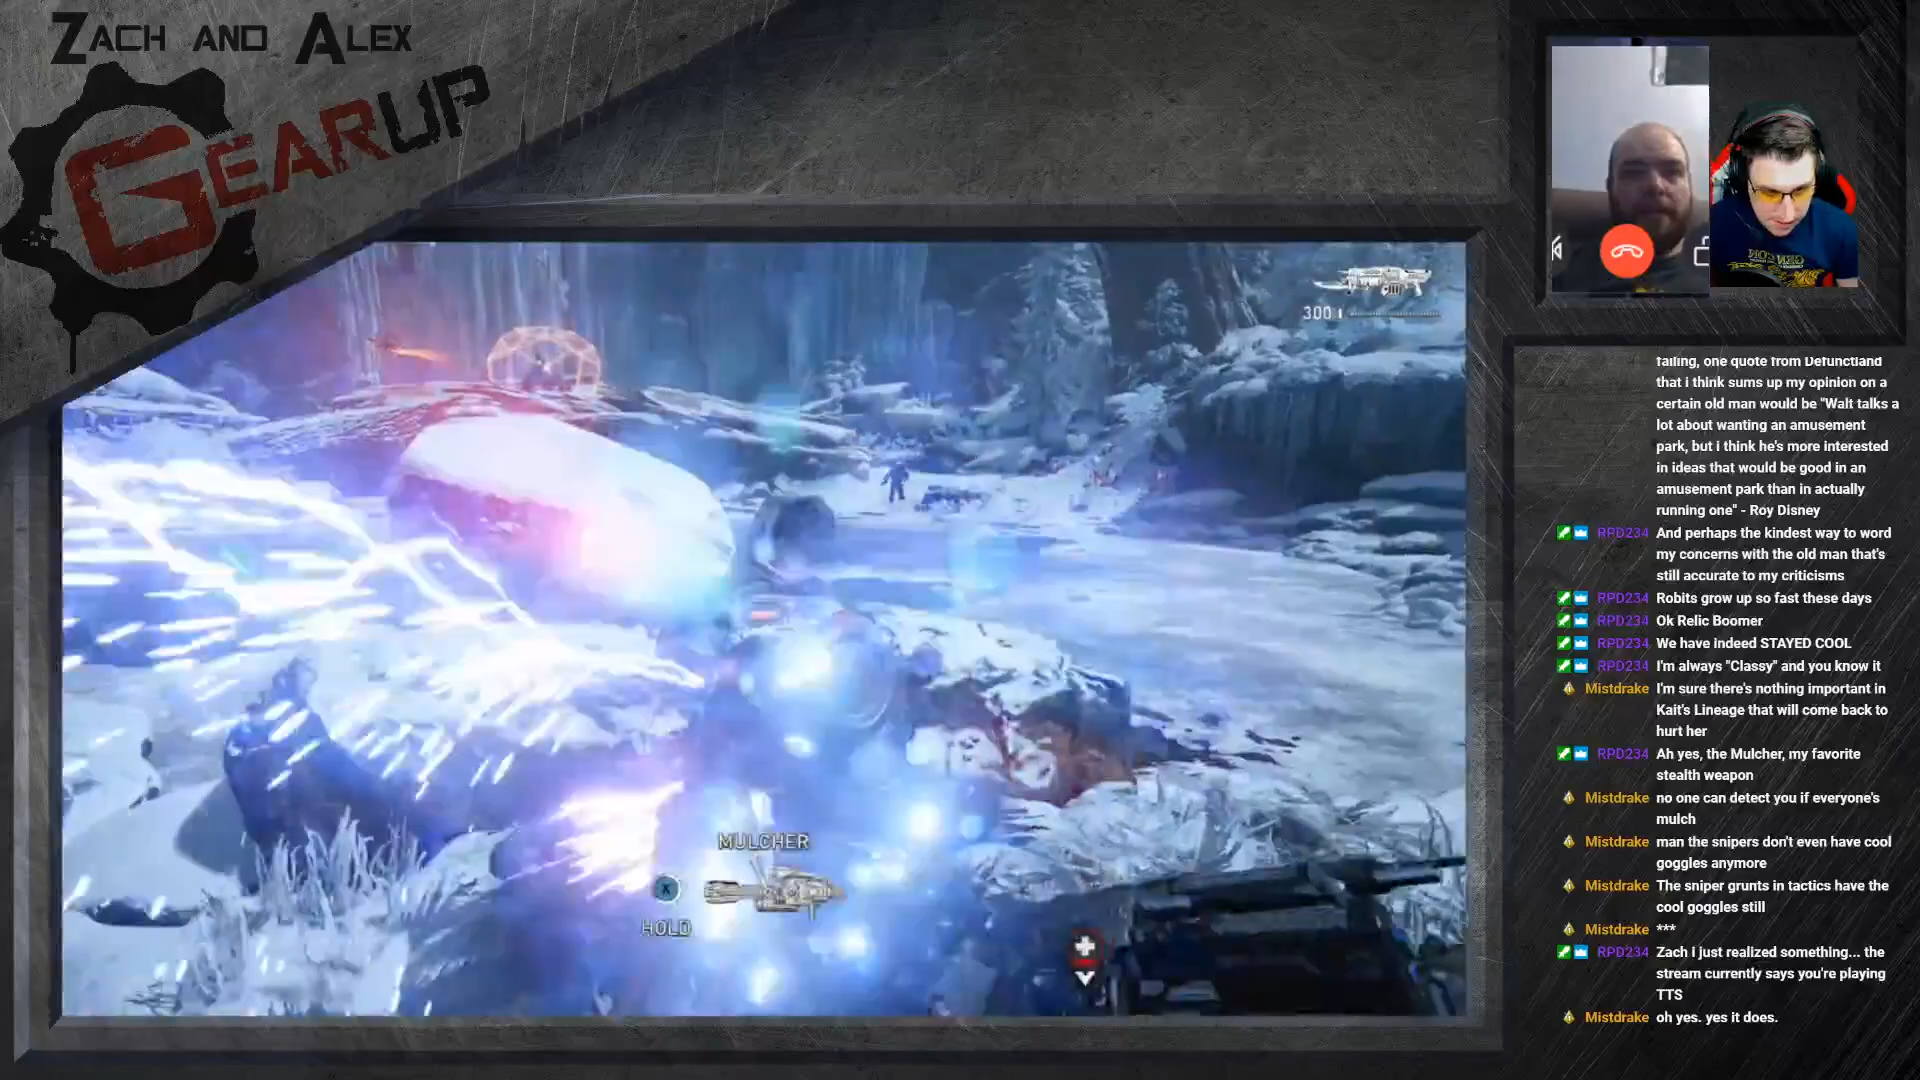 ZACH AND ALEX
GEARUP
300
MULCHER
X
HOLD
GEN CON
failing, one quote from Defunctland
that i think sums up my opinion on a
certain old man would be "Walt talks a
lot about wanting an amusement
park, but i think he's more interested
in ideas that would be good in an
amusement park than in actually
running one" - Roy Disney
RPD234 And perhaps the kindest way to word
my concerns with the old man that's
still accurate to my criticisms
RPD234 Robits grow up so fast these days
RPD234 Ok Relic Boomer
RPD234 We have indeed STAYED COOL
RPD234 I'm always "Classy" and you know it
Mistdrake I'm sure there's nothing important in
Kait's Lineage that will come back to
hurt her
RPD234 Ah yes, the Mulcher, my favorite
stealth weapon
Mistdrake no one can detect you if everyone's
mulch
Mistdrake man the snipers don't even have cool
goggles anymore
Mistdrake The sniper grunts in tactics have the
cool goggles still
Mistdrake ***
RPD234 Zach I just realized something... the
stream currently says you're playing
TTS
Mistdrake oh yes. yes it does.